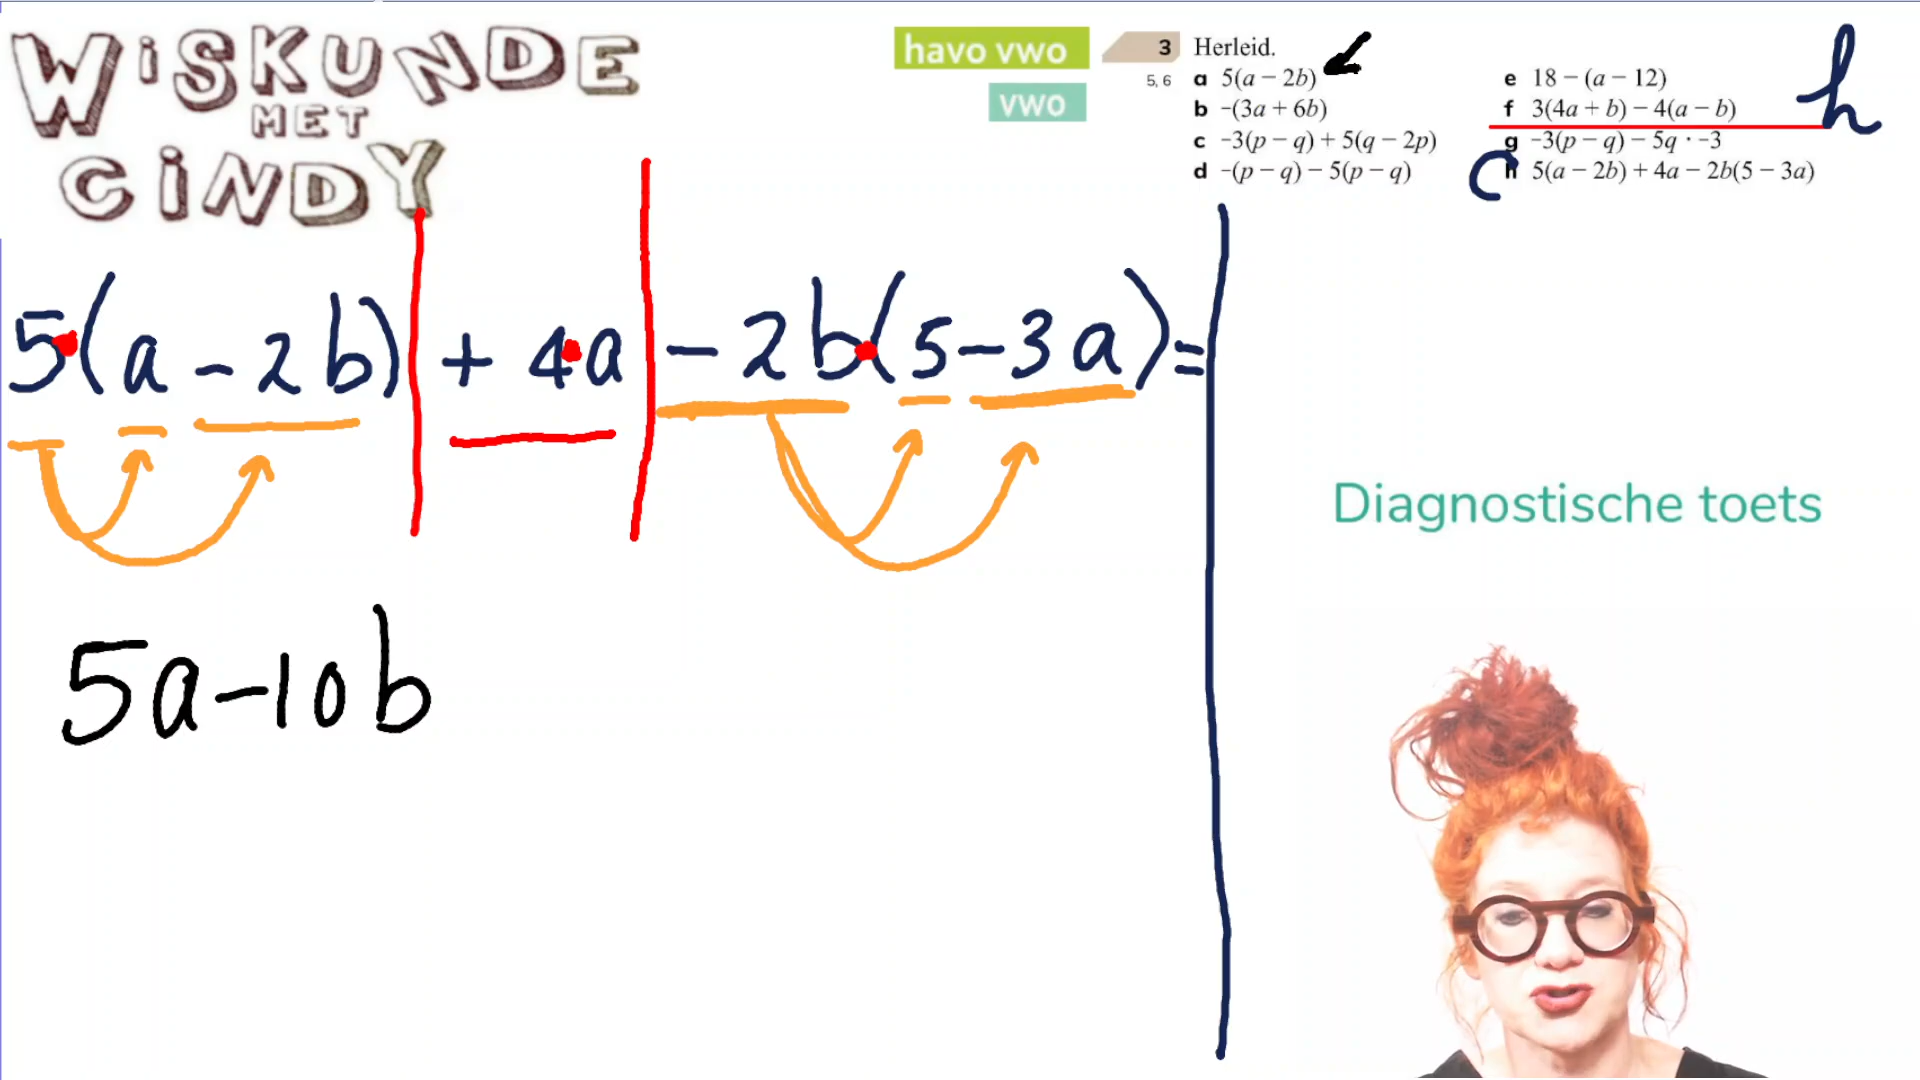 WiSKUNDE
MET
CiNDY
havo vwo
vwo
3 Herleid.
5, 6
a 5(a − 2b)
b -(3a + 6b)
c -3(p − q) + 5(q − 2p)
d -(p − q) − 5(p − q)
e 18 − (a − 12)
f 3(4a + b) − 4(a − b)
g -3(p − q) − 5q · -3
h 5(a − 2b) + 4a − 2b(5 − 3a)
h
5·(a − 2b) + 4·a − 2b·(5 − 3a) =
Diagnostische toets
5a − 10b